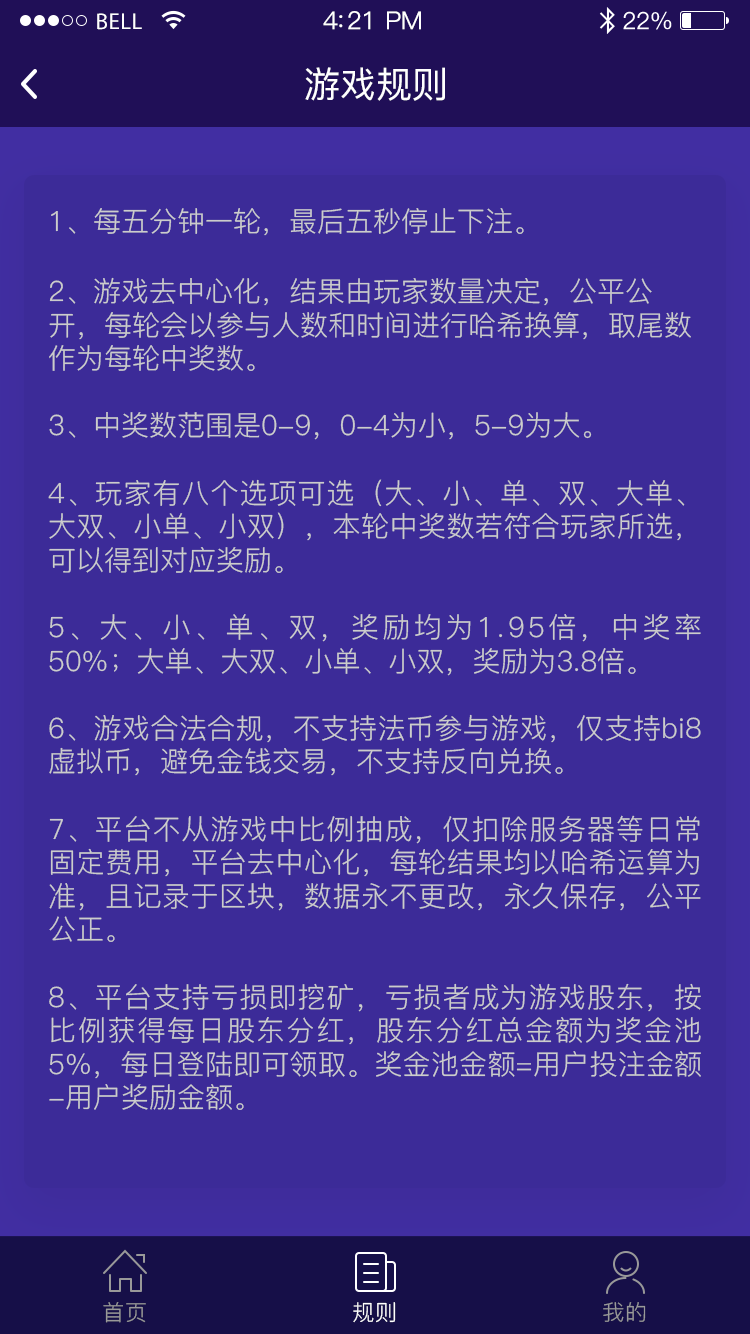 BELL 4:21 PM 22%
游戏规则
1、每五分钟一轮，最后五秒停止下注。
2、游戏去中心化，结果由玩家数量决定，公平公
开，每轮会以参与人数和时间进行哈希换算，取尾数
作为每轮中奖数。
3、中奖数范围是0-9，0-4为小，5-9为大。
4、玩家有八个选项可选（大、小、单、双、大单、
大双、小单、小双），本轮中奖数若符合玩家所选，
可以得到对应奖励。
5、大、小、单、双，奖励均为1.95倍，中奖率
50%；大单、大双、小单、小双，奖励为3.8倍。
6、游戏合法合规，不支持法币参与游戏，仅支持bi8
虚拟币，避免金钱交易，不支持反向兑换。
7、平台不从游戏中比例抽成，仅扣除服务器等日常
固定费用，平台去中心化，每轮结果均以哈希运算为
准，且记录于区块，数据永不更改，永久保存，公平
公正。
8、平台支持亏损即挖矿，亏损者成为游戏股东，按
比例获得每日股东分红，股东分红总金额为奖金池
5%，每日登陆即可领取。奖金池金额=用户投注金额
-用户奖励金额。
首页 规则 我的